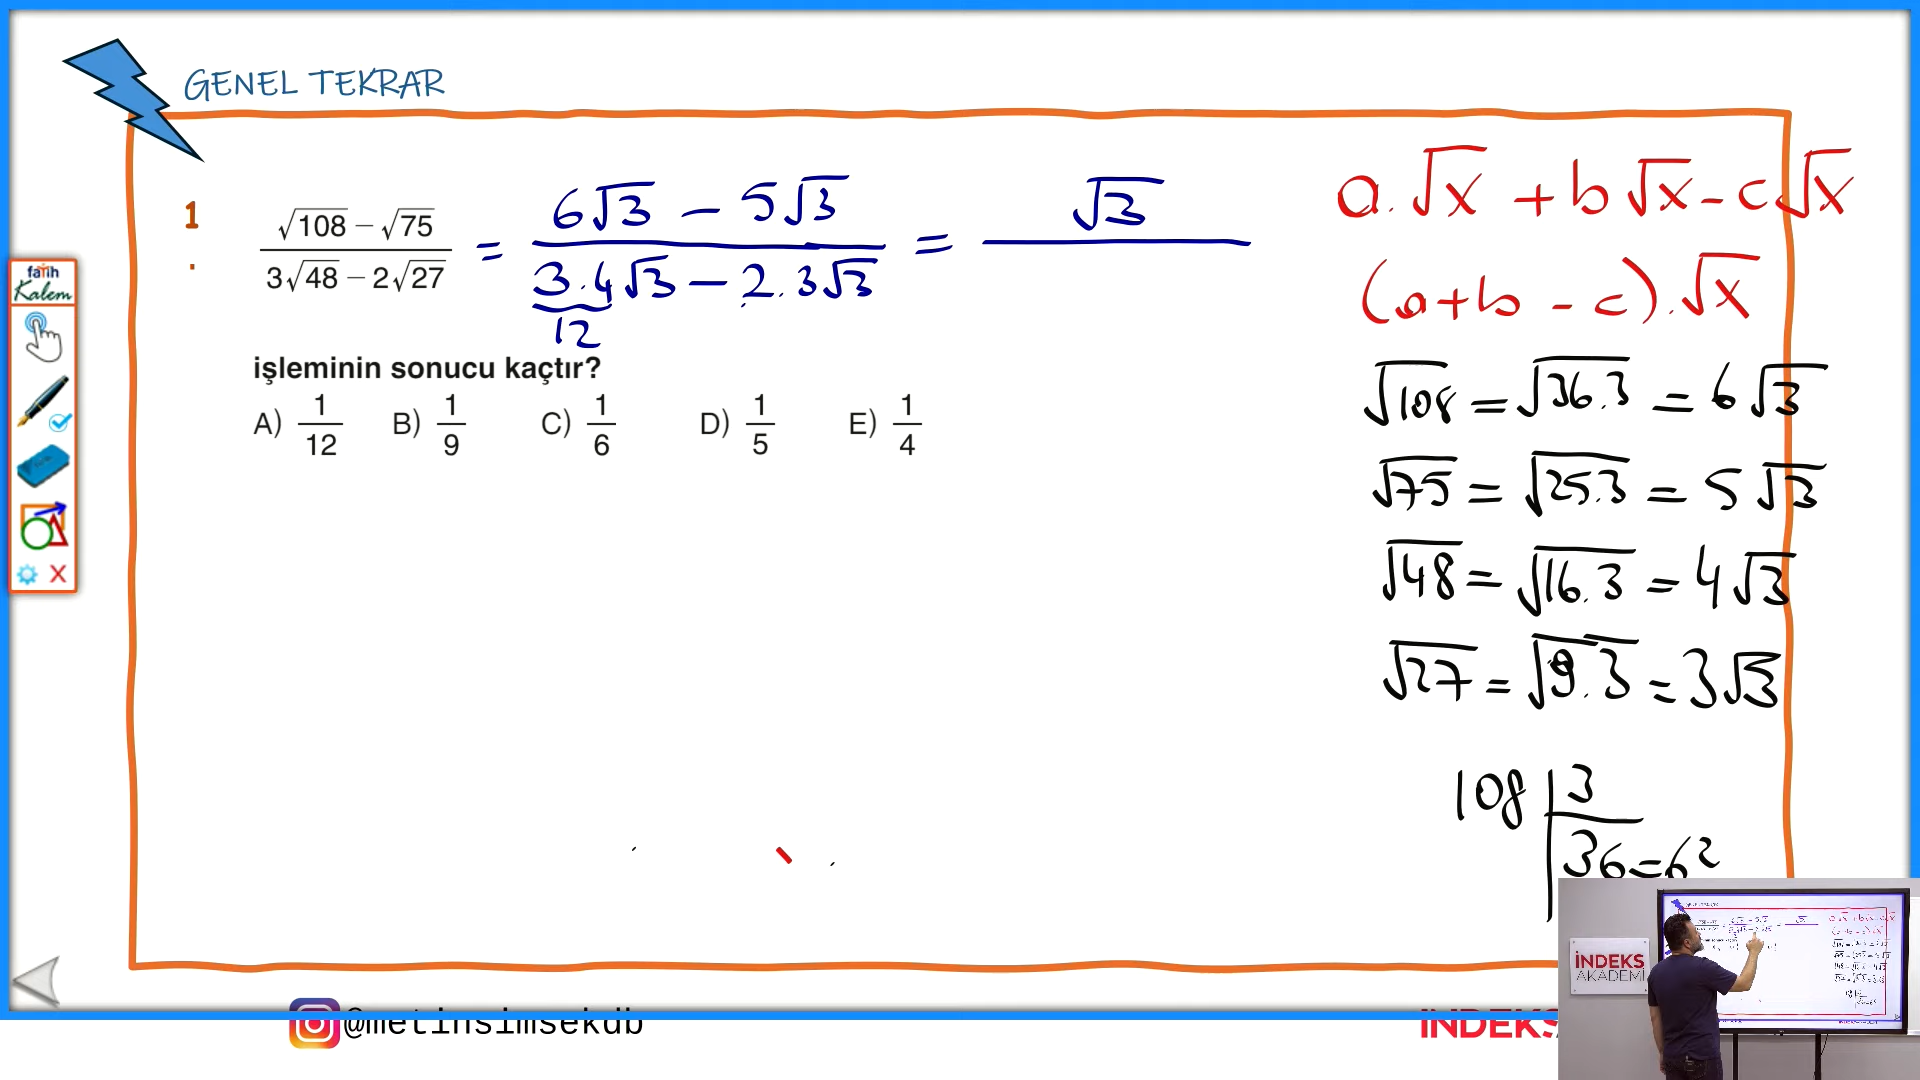 GENEL TEKRAR
1
.
√108 − √75 / 3√48 − 2√27 = 6√3 − 5√3 / 3.4√3 − 2.3√3 = √3
12
işleminin sonucu kaçtır?
A) 1/12 B) 1/9 C) 1/6 D) 1/5 E) 1/4
a.√x + b√x − c√x
(a+b − c).√x
√108 = √36.3 = 6√3
√75 = √25.3 = 5√3
√48 = √16.3 = 4√3
√27 = √9.3 = 3√3
108 | 3
36 = 6²
fatih
Kalem
@metinsimsekdb
İNDEKS
İNDEKS
AKADEMİ